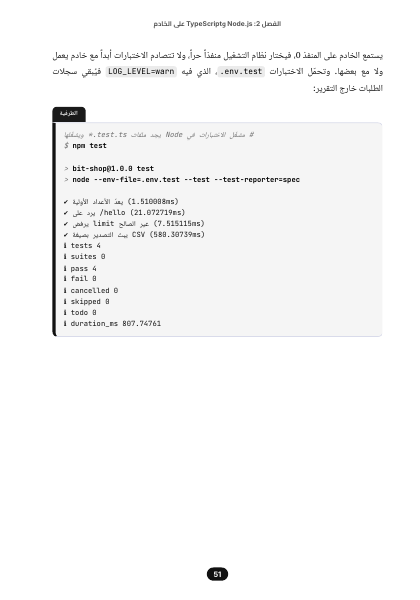 الفصل 2: Node.js وTypeScript على الخادم
يستمع الخادم على المنفذ 0، فيختار نظام التشغيل منفذًا حرًا، ولا تتصادم الاختبارات أبدًا مع خادم يعمل
ولا مع بعضها. وتحمّل الاختبارات .env.test، الذي فيه LOG_LEVEL=warn فيُبقي سجلات
الطلبات خارج التقرير:
الطرفية
# مشغّل الاختبارات في Node يجد ملفات *.test.ts ويشغّلها
$ npm test
> bit-shop@1.0.0 test
> node --env-file=.env.test --test --test-reporter=spec
✔ يعدّ الأعداد الأولية (1.510008ms)
✔ يرد على /hello (21.072719ms)
✔ يرفض limit غير الصالح (7.515115ms)
✔ يبث التصدير بصيغة CSV (580.30739ms)
ℹ tests 4
ℹ suites 0
ℹ pass 4
ℹ fail 0
ℹ cancelled 0
ℹ skipped 0
ℹ todo 0
ℹ duration_ms 807.74761
51